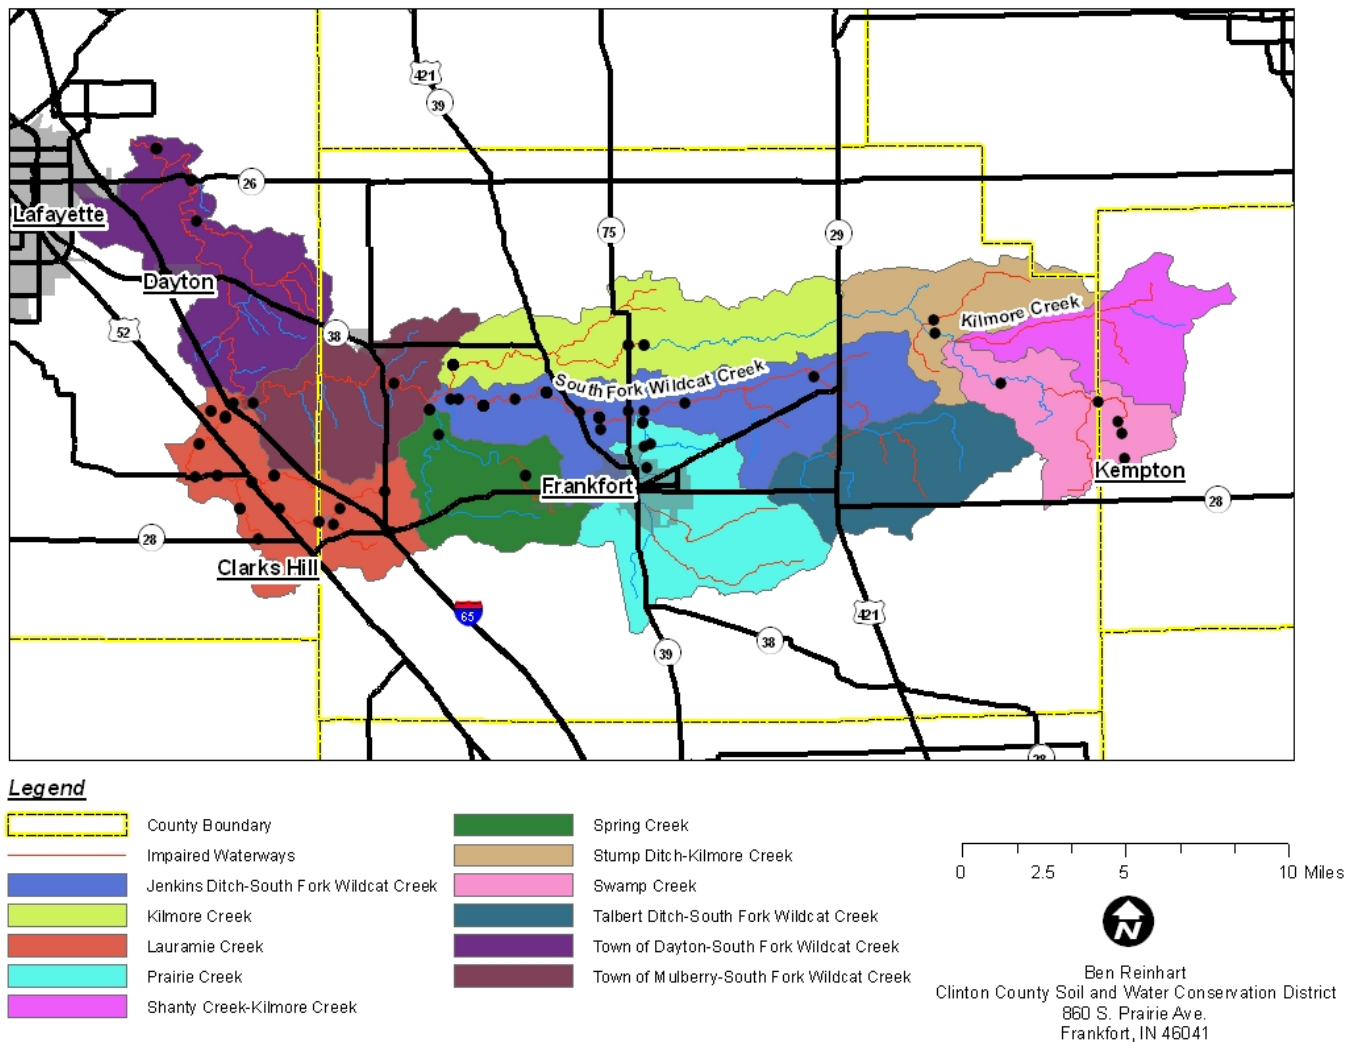 421
39
26
Lafayette
75
29
Dayton
52
38
Kilmore Creek
South Fork Wildcat Creek
Kempton
Frankfort
28
28
Clarks Hill
65
421
39
38
28
Legend
County Boundary
Impaired Waterways
Jenkins Ditch-South Fork Wildcat Creek
Kilmore Creek
Lauramie Creek
Prairie Creek
Shanty Creek-Kilmore Creek
Spring Creek
Stump Ditch-Kilmore Creek
Swamp Creek
Talbert Ditch-South Fork Wildcat Creek
Town of Dayton-South Fork Wildcat Creek
Town of Mulberry-South Fork Wildcat Creek
0 2.5 5 10 Miles
N
Ben Reinhart
Clinton County Soil and Water Conservation District
860 S. Prairie Ave.
Frankfort, IN 46041